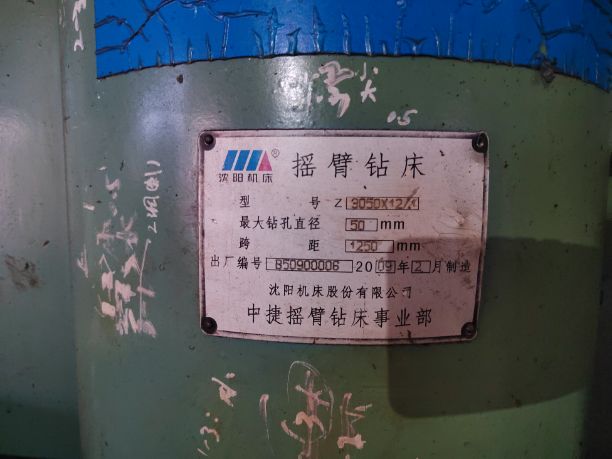 沈阳机床®
摇臂钻床
型 号 Z 3050X12/1
最大钻孔直径 50 mm
跨 距 1250 mm
出厂编号 B50900006 2009年2月制造
沈阳机床股份有限公司
中捷摇臂钻床事业部